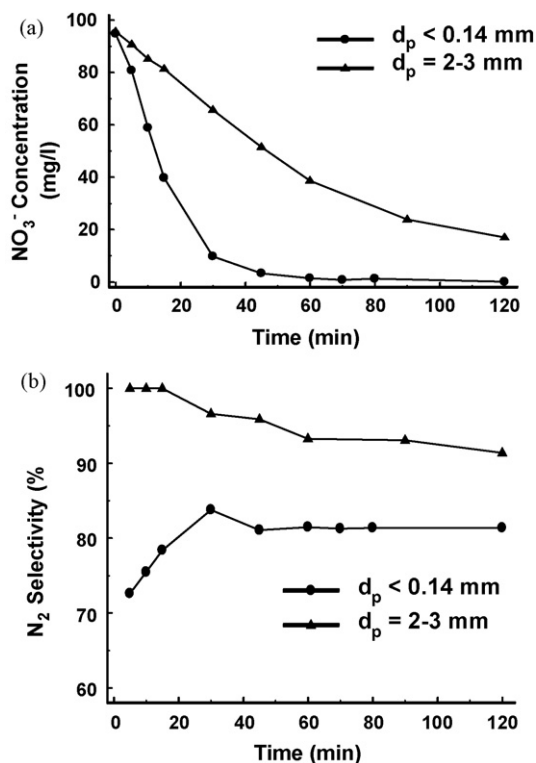 (a)
d_p < 0.14 mm
d_p = 2-3 mm
NO₃⁻ Concentration
(mg/l)
100
80
60
40
20
0
0 20 40 60 80 100 120
Time (min)
(b)
N₂ Selectivity (%
100
90
80
70
60
d_p < 0.14 mm
d_p = 2-3 mm
0 20 40 60 80 100 120
Time (min)